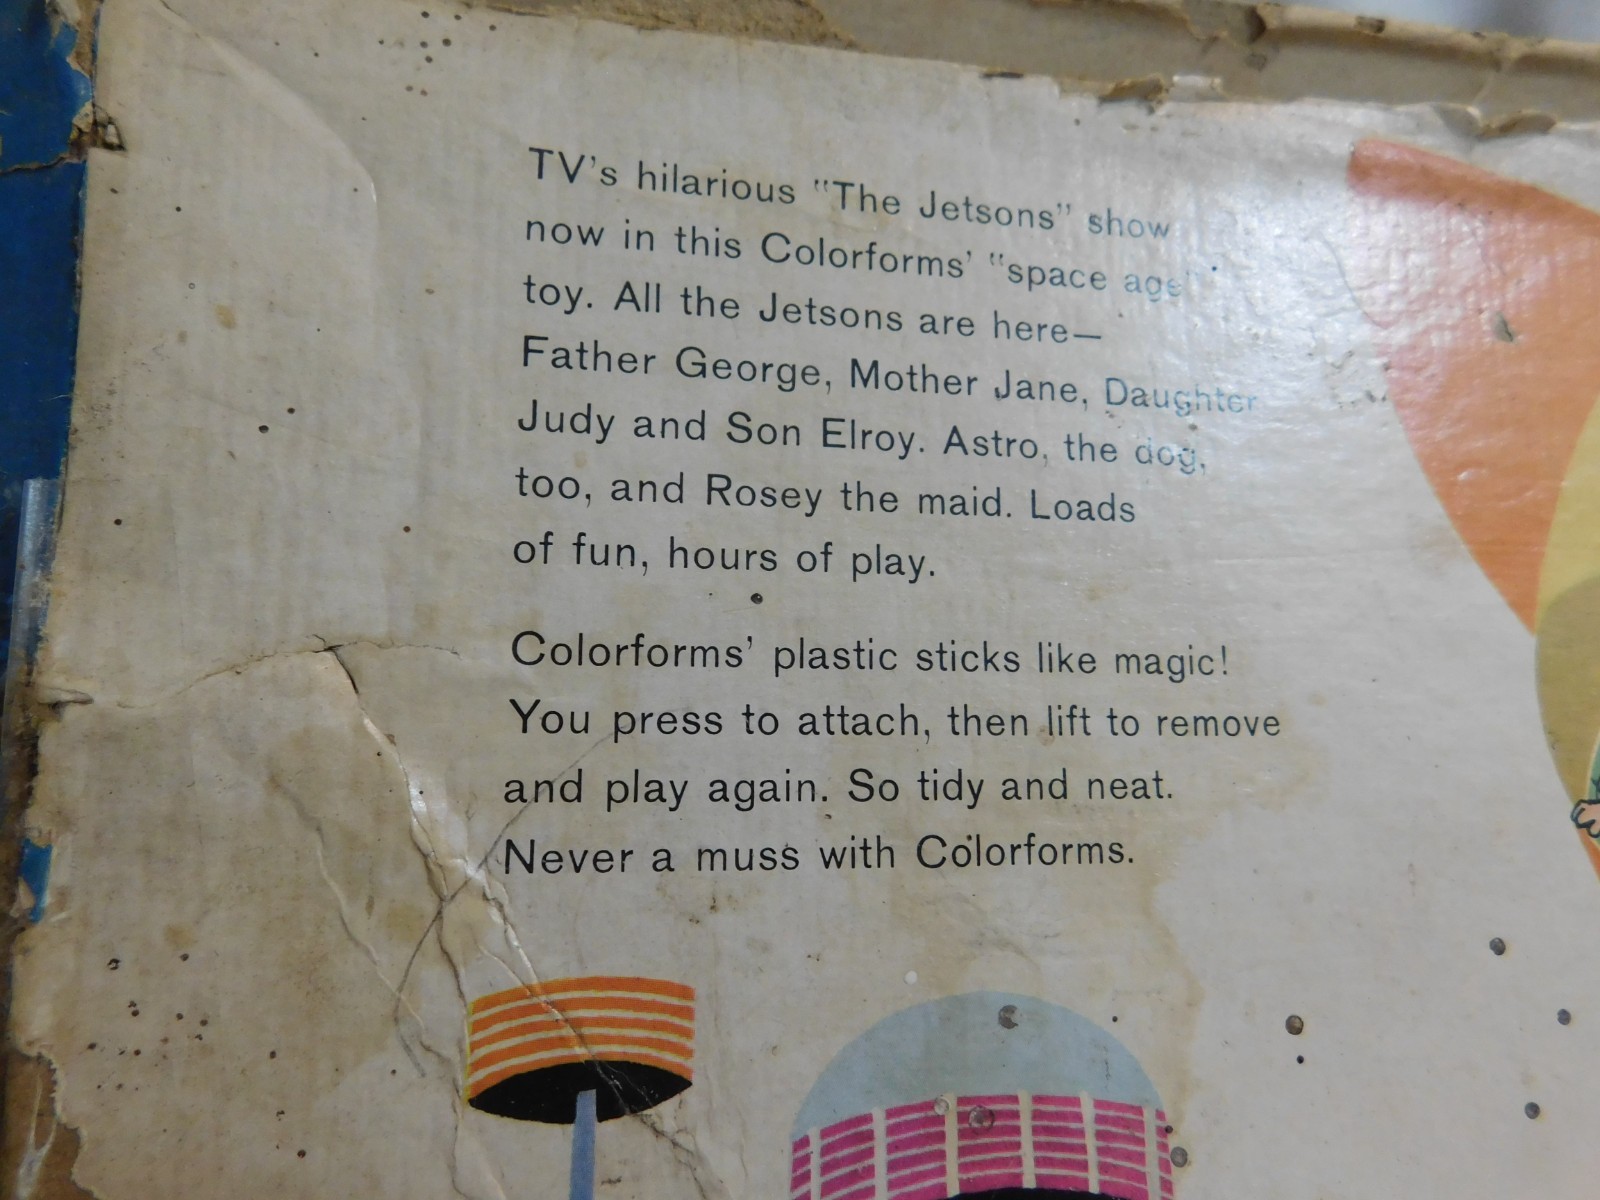 TV's hilarious "The Jetsons" show
now in this Colorforms' "space age"
toy. All the Jetsons are here—
Father George, Mother Jane, Daughter
Judy and Son Elroy. Astro, the dog,
too, and Rosey the maid. Loads
of fun, hours of play.
Colorforms' plastic sticks like magic!
You press to attach, then lift to remove
and play again. So tidy and neat.
Never a muss with Colorforms.